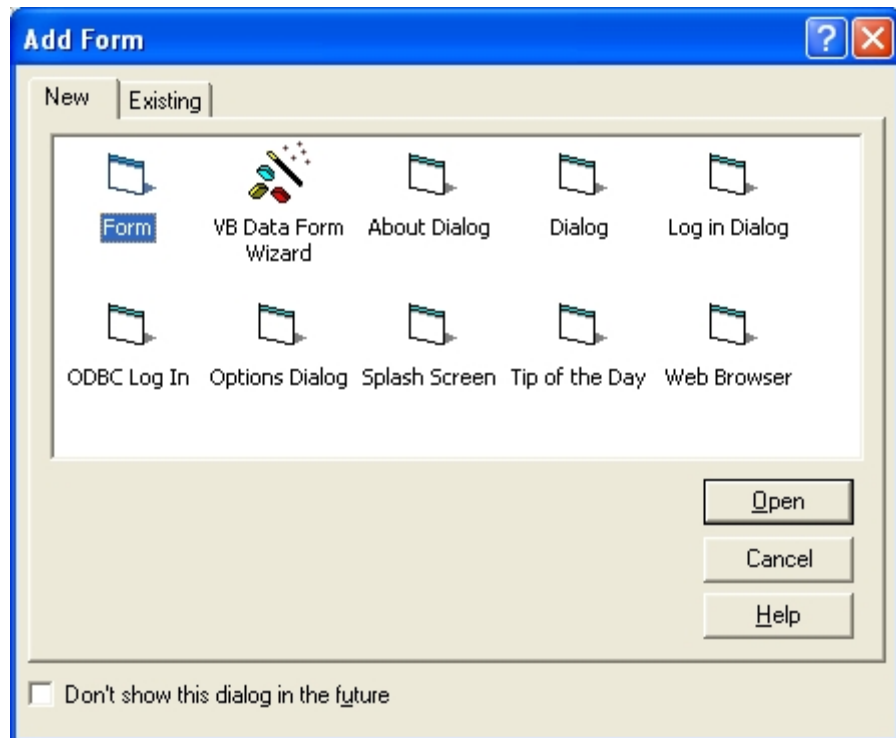 Add Form
New Existing
Form VB Data Form Wizard About Dialog Dialog Log in Dialog
ODBC Log In Options Dialog Splash Screen Tip of the Day Web Browser
Open
Cancel
Help
Don't show this dialog in the future